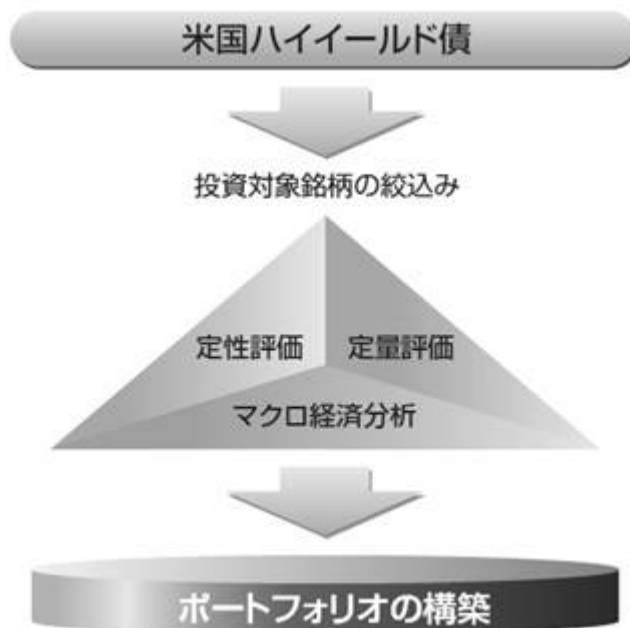 米国ハイイールド債
投資対象銘柄の絞込み
定性評価 定量評価
マクロ経済分析
ポートフォリオの構築